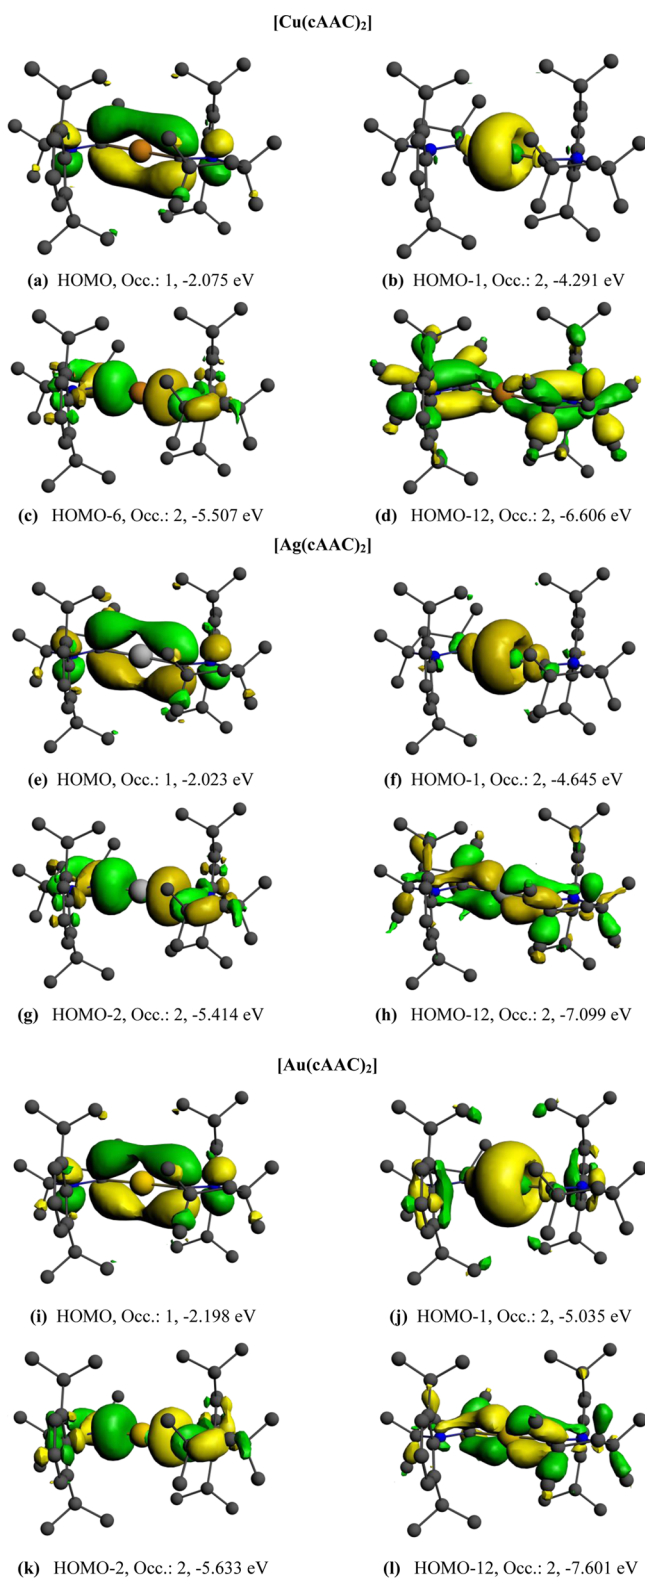 [Cu(cAAC)₂]
(a) HOMO, Occ.: 1, -2.075 eV
(b) HOMO-1, Occ.: 2, -4.291 eV
(c) HOMO-6, Occ.: 2, -5.507 eV
(d) HOMO-12, Occ.: 2, -6.606 eV
[Ag(cAAC)₂]
(e) HOMO, Occ.: 1, -2.023 eV
(f) HOMO-1, Occ.: 2, -4.645 eV
(g) HOMO-2, Occ.: 2, -5.414 eV
(h) HOMO-12, Occ.: 2, -7.099 eV
[Au(cAAC)₂]
(i) HOMO, Occ.: 1, -2.198 eV
(j) HOMO-1, Occ.: 2, -5.035 eV
(k) HOMO-2, Occ.: 2, -5.633 eV
(l) HOMO-12, Occ.: 2, -7.601 eV